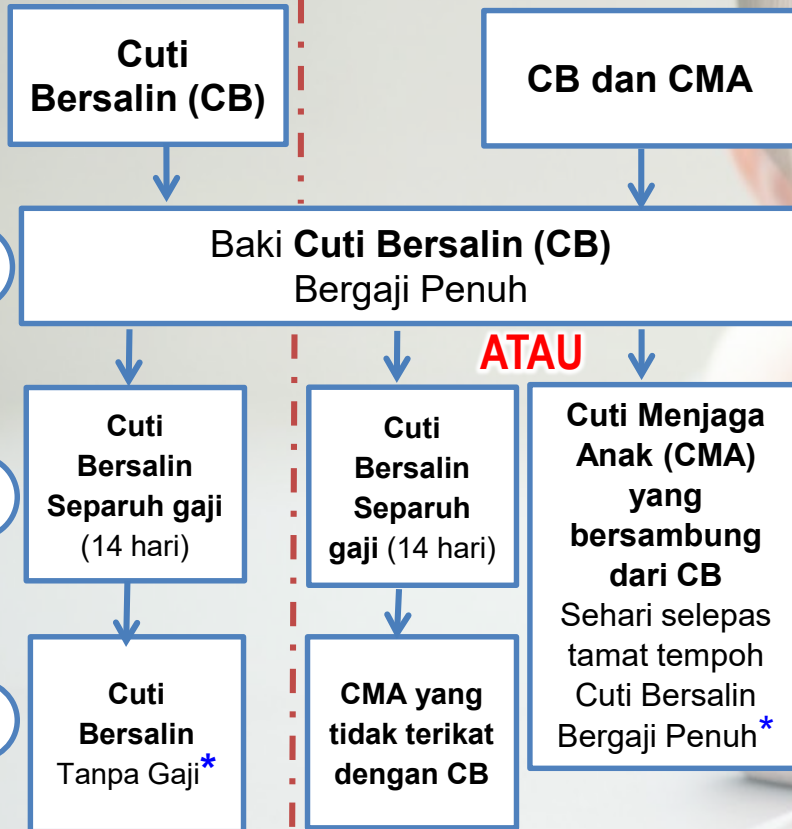 Cuti
Bersalin (CB)
CB dan CMA
Baki Cuti Bersalin (CB)
Bergaji Penuh
ATAU
Cuti
Bersalin
Separuh gaji
(14 hari)
Cuti
Bersalin
Separuh
gaji (14 hari)
Cuti Menjaga
Anak (CMA)
yang
bersambung
dari CB
Sehari selepas
tamat tempoh
Cuti Bersalin
Bergaji Penuh*
Cuti
Bersalin
Tanpa Gaji*
CMA yang
tidak terikat
dengan CB